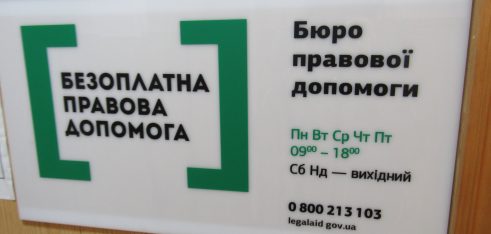 БЕЗОПЛАТНА
ПРАВОВА
ДОПОМОГА
Бюро
правової
допомоги
Пн Вт Ср Чт Пт
09⁰⁰ – 18⁰⁰
Сб Нд — вихідний
0 800 213 103
legalaid.gov.ua